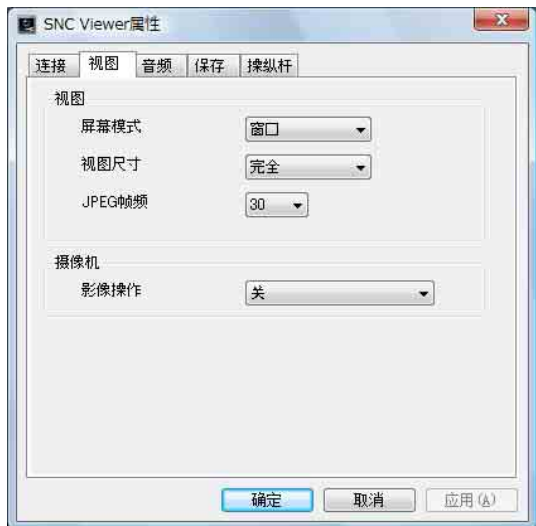 SNC Viewer属性
连接 视图 音频 保存 操纵杆
视图
屏幕模式 窗口
视图尺寸 完全
JPEG帧频 30
摄像机
影像操作 关
确定 取消 应用(A)